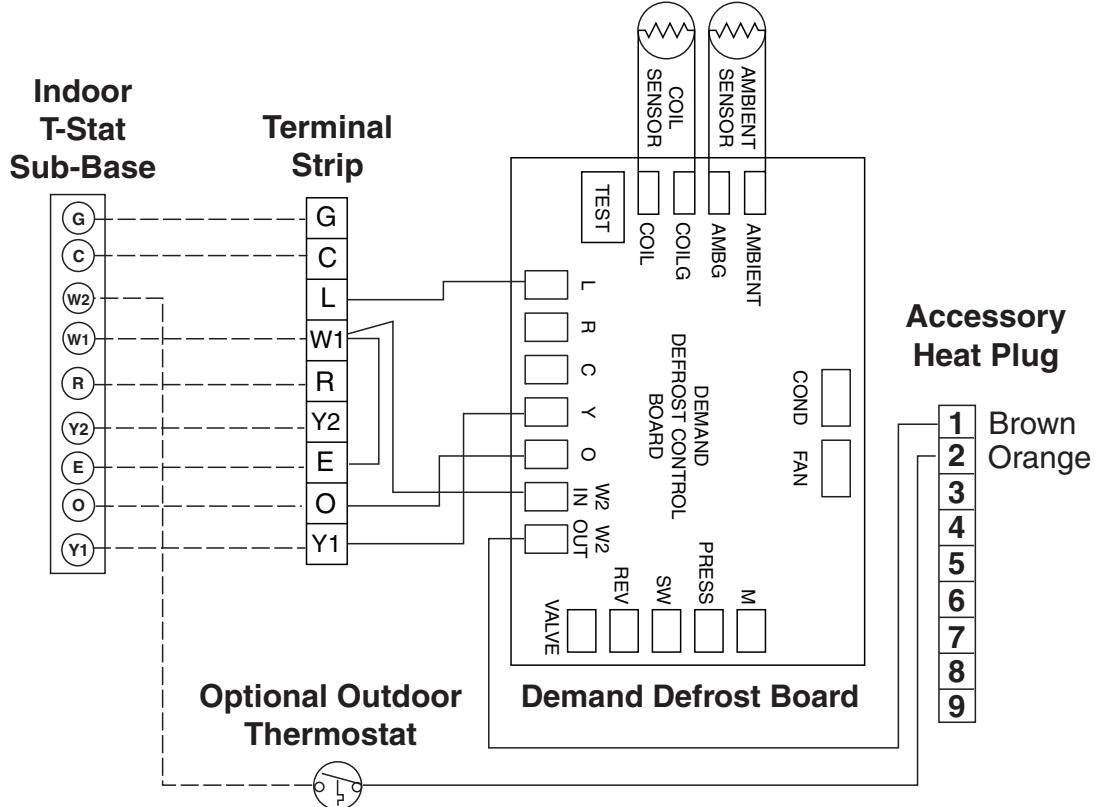 Indoor
T-Stat
Sub-Base
G
C
W2
W1
R
Y2
E
O
Y1
Terminal
Strip
G
C
L
W1
R
Y2
E
O
Y1
COIL
SENSOR
AMBIENT
SENSOR
TEST
COIL
COILG
AMBG
AMBIENT
L
R
C
Y
O
W2
IN
W2
OUT
DEMAND
DEFROST CONTROL
BOARD
COND
FAN
VALVE
REV
SW
PRESS
M
Demand Defrost Board
Optional Outdoor
Thermostat
Accessory
Heat Plug
1 Brown
2 Orange
3
4
5
6
7
8
9